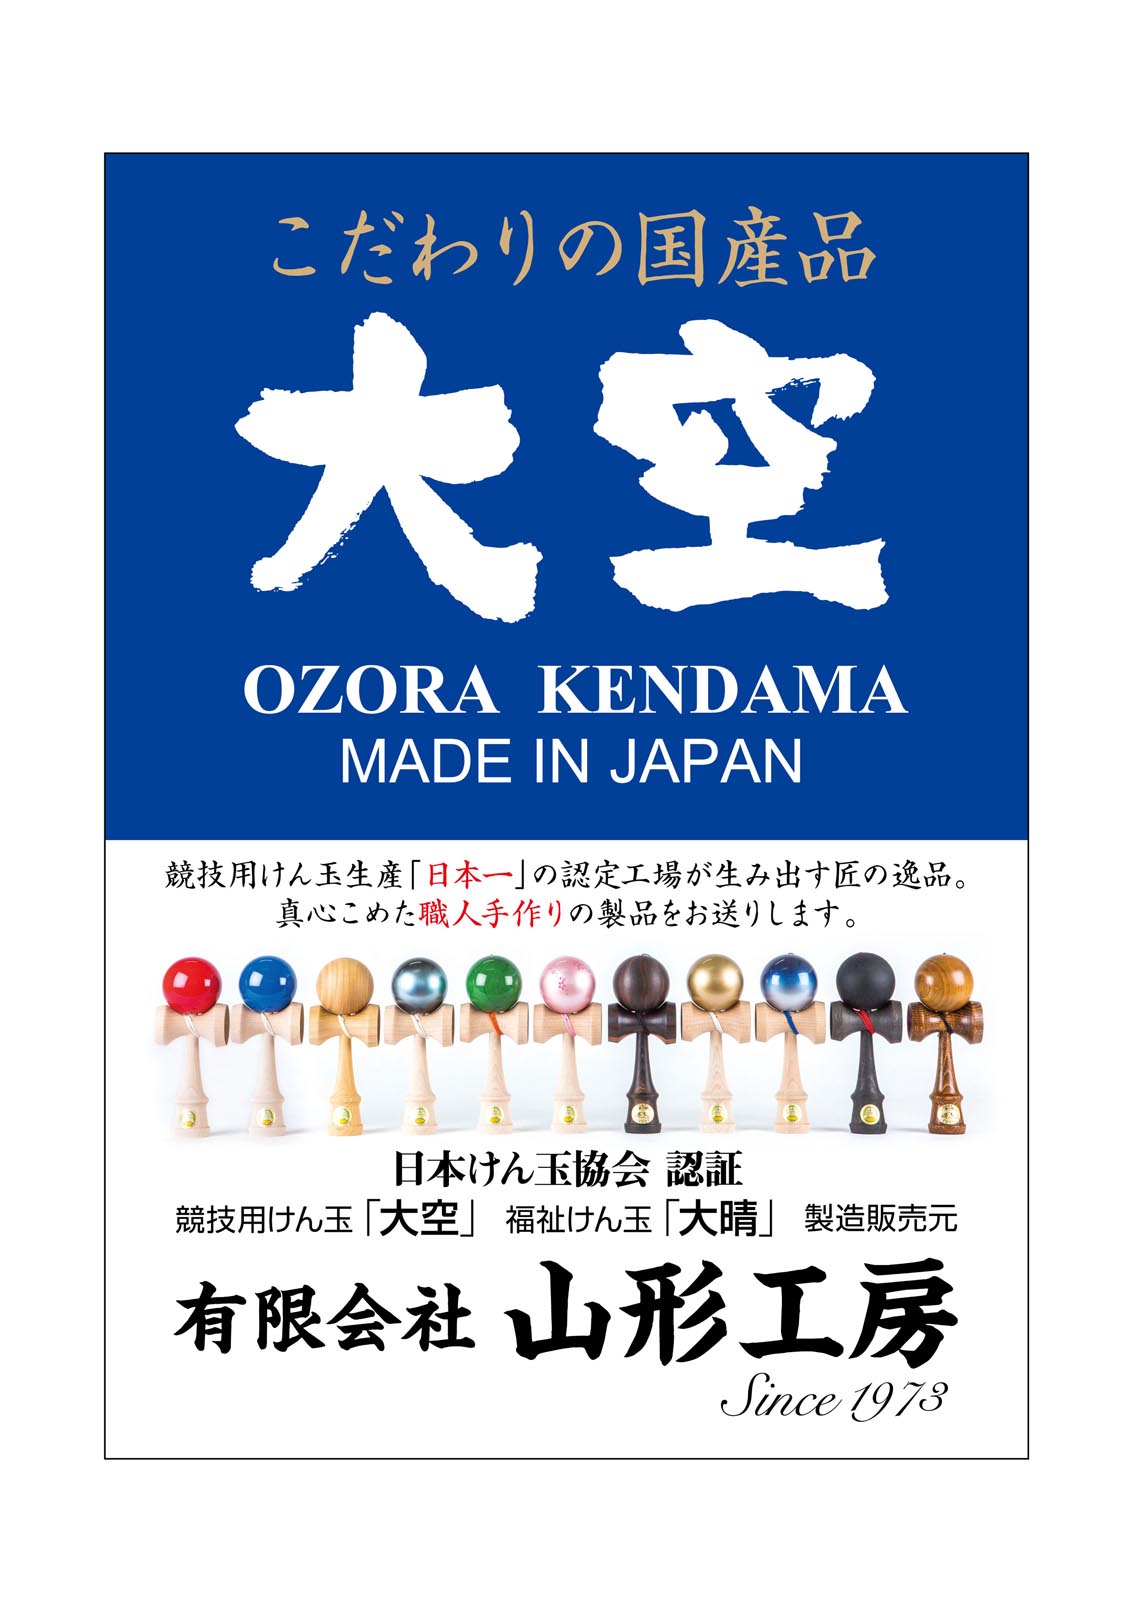 こだわりの国産品
大空
OZORA KENDAMA
MADE IN JAPAN
競技用けん玉生産「日本一」の認定工場が生み出す匠の逸品。
真心こめた職人手作りの製品をお送りします。
日本けん玉協会 認証
競技用けん玉「大空」 福祉けん玉「大晴」 製造販売元
有限会社 山形工房
Since 1973